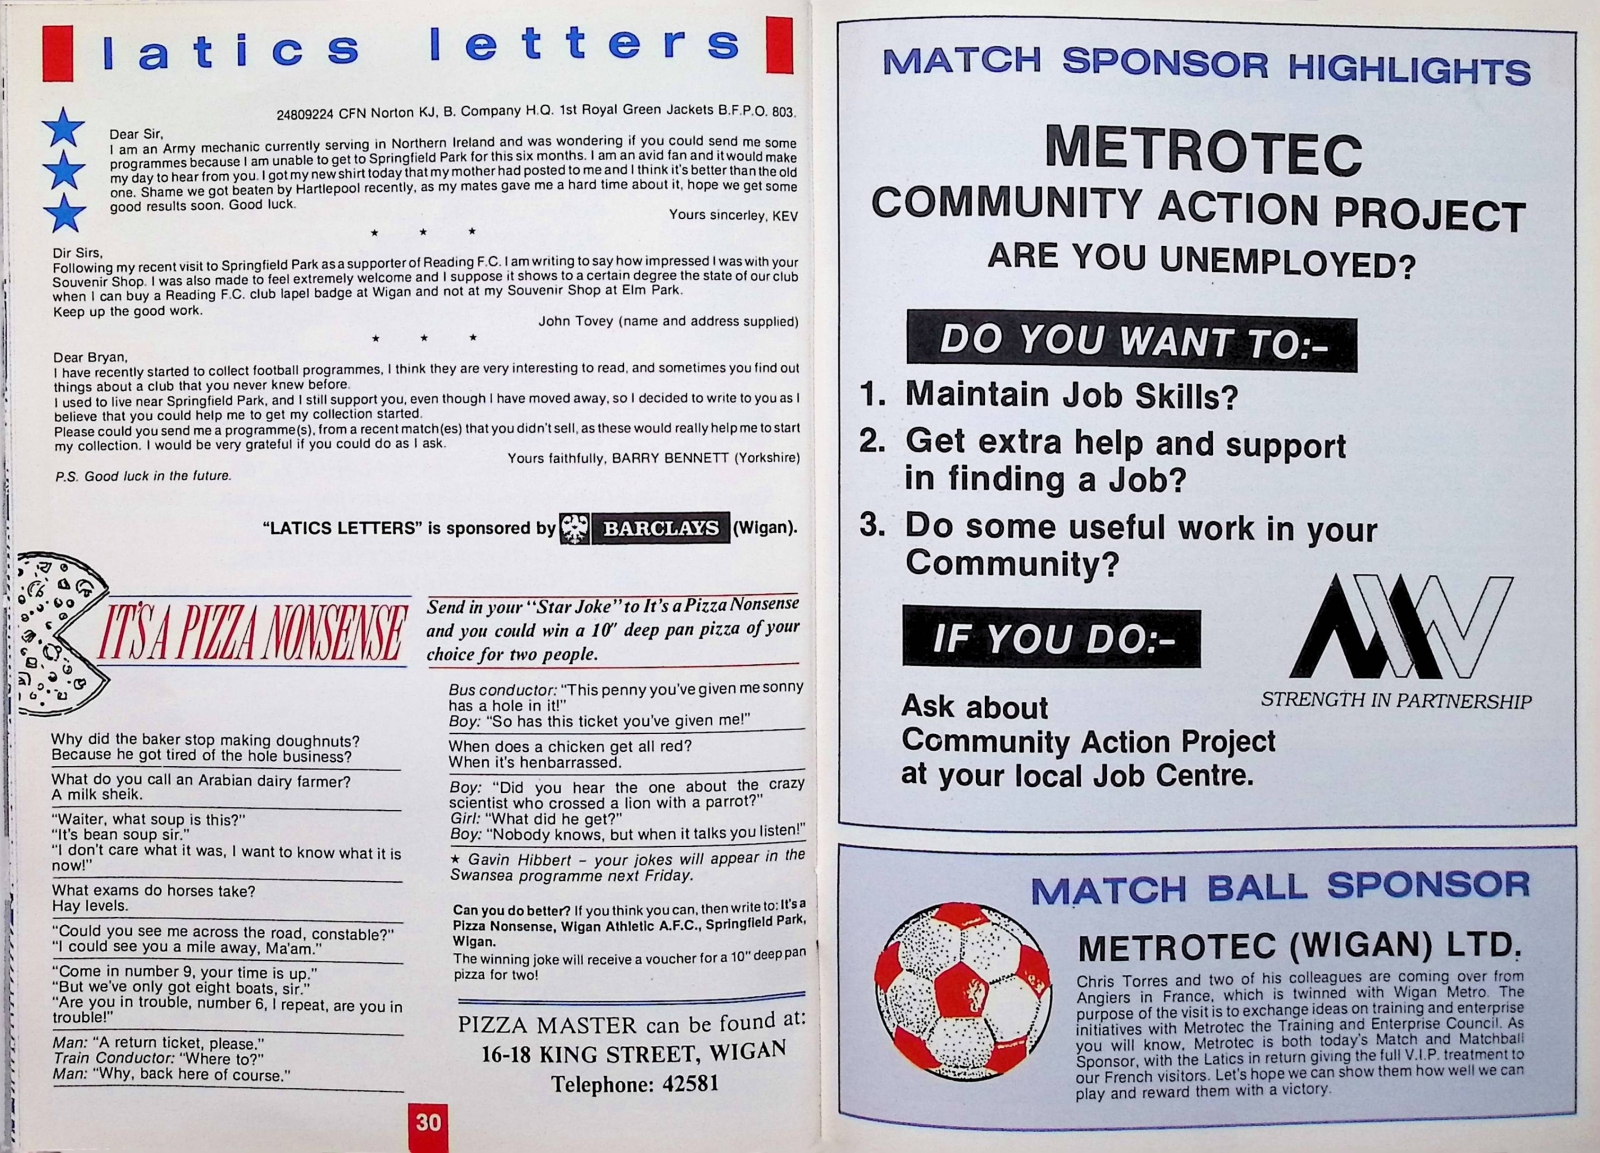 latics letters
24809224 CFN Norton KJ, B. Company H.Q. 1st Royal Green Jackets B.F.P.O. 803.
Dear Sir,
I am an Army mechanic currently serving in Northern Ireland and was wondering if you could send me some
programmes because I am unable to get to Springfield Park for this six months. I am an avid fan and it would make
my day to hear from you. I got my new shirt today that my mother had posted to me and I think it's better than the old
one. Shame we got beaten by Hartlepool recently, as my mates gave me a hard time about it, hope we get some
good results soon. Good luck.
Yours sincerley, KEV
Dir Sirs,
Following my recent visit to Springfield Park as a supporter of Reading F.C. I am writing to say how impressed I was with your
Souvenir Shop. I was also made to feel extremely welcome and I suppose it shows to a certain degree the state of our club
when I can buy a Reading F.C. club lapel badge at Wigan and not at my Souvenir Shop at Elm Park.
Keep up the good work.
John Tovey (name and address supplied)
Dear Bryan,
I have recently started to collect football programmes, I think they are very interesting to read, and sometimes you find out
things about a club that you never knew before.
I used to live near Springfield Park, and I still support you, even though I have moved away, so I decided to write to you as I
believe that you could help me to get my collection started.
Please could you send me a programme(s), from a recent match(es) that you didn't sell, as these would really help me to start
my collection. I would be very grateful if you could do as I ask.
Yours faithfully, BARRY BENNETT (Yorkshire)
P.S. Good luck in the future.
"LATICS LETTERS" is sponsored by BARCLAYS (Wigan).
IT'S A PIZZA NONSENSE
Send in your "Star Joke" to It's a Pizza Nonsense
and you could win a 10" deep pan pizza of your
choice for two people.
Why did the baker stop making doughnuts?
Because he got tired of the hole business?
What do you call an Arabian dairy farmer?
A milk sheik.
"Waiter, what soup is this?"
"It's bean soup sir."
"I don't care what it was, I want to know what it is
now!"
What exams do horses take?
Hay levels.
"Could you see me across the road, constable?"
"I could see you a mile away, Ma'am."
"Come in number 9, your time is up."
"But we've only got eight boats, sir."
"Are you in trouble, number 6, I repeat, are you in
trouble!"
Man: "A return ticket, please."
Train Conductor: "Where to?"
Man: "Why, back here of course."
Bus conductor: "This penny you've given me sonny
has a hole in it!"
Boy: "So has this ticket you've given me!"
When does a chicken get all red?
When it's henbarrassed.
Boy: "Did you hear the one about the crazy
scientist who crossed a lion with a parrot?"
Girl: "What did he get?"
Boy: "Nobody knows, but when it talks you listen!"
★ Gavin Hibbert – your jokes will appear in the
Swansea programme next Friday.
Can you do better? If you think you can, then write to: It's a
Pizza Nonsense, Wigan Athletic A.F.C., Springfield Park,
Wigan.
The winning joke will receive a voucher for a 10" deep pan
pizza for two!
PIZZA MASTER can be found at:
16-18 KING STREET, WIGAN
Telephone: 42581
30
MATCH SPONSOR HIGHLIGHTS
METROTEC
COMMUNITY ACTION PROJECT
ARE YOU UNEMPLOYED?
DO YOU WANT TO:-
1. Maintain Job Skills?
2. Get extra help and support
in finding a Job?
3. Do some useful work in your
Community?
IF YOU DO:-
STRENGTH IN PARTNERSHIP
Ask about
Community Action Project
at your local Job Centre.
MATCH BALL SPONSOR
METROTEC (WIGAN) LTD.
Chris Torres and two of his colleagues are coming over from
Angiers in France, which is twinned with Wigan Metro. The
purpose of the visit is to exchange ideas on training and enterprise
initiatives with Metrotec the Training and Enterprise Council. As
you will know, Metrotec is both today's Match and Matchball
Sponsor, with the Latics in return giving the full V.I.P. treatment to
our French visitors. Let's hope we can show them how well we can
play and reward them with a victory.